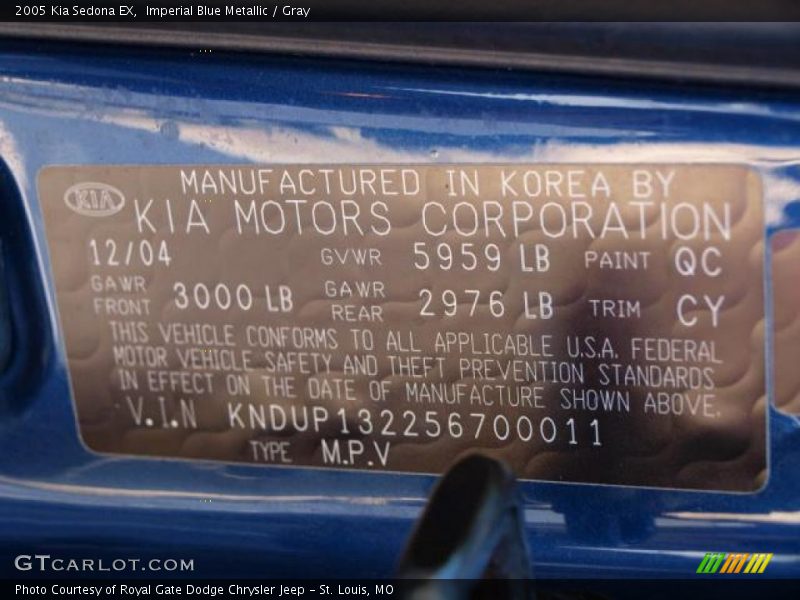 2005 Kia Sedona EX, Imperial Blue Metallic / Gray
MANUFACTURED IN KOREA BY
KIA KIA MOTORS CORPORATION
12/04 GVWR 5959 LB PAINT QC
GAWR FRONT 3000 LB GAWR REAR 2976 LB TRIM CY
THIS VEHICLE CONFORMS TO ALL APPLICABLE U.S.A. FEDERAL
MOTOR VEHICLE SAFETY AND THEFT PREVENTION STANDARDS
IN EFFECT ON THE DATE OF MANUFACTURE SHOWN ABOVE.
V.I.N KNDUP132256700011
TYPE M.P.V
GTCARLOT.COM
Photo Courtesy of Royal Gate Dodge Chrysler Jeep - St. Louis, MO